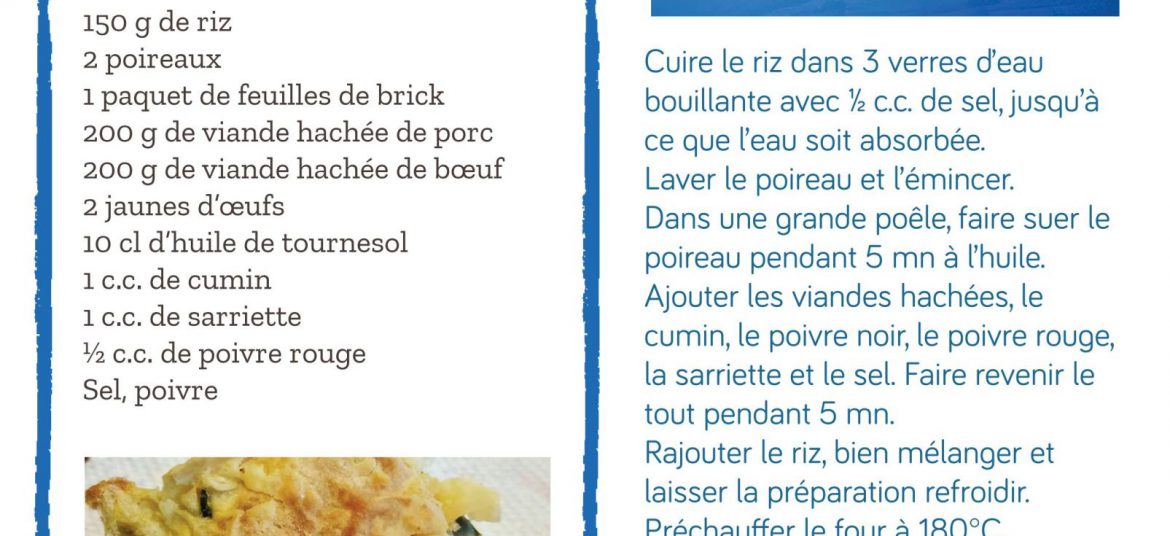 150 g de riz
2 poireaux
1 paquet de feuilles de brick
200 g de viande hachée de porc
200 g de viande hachée de bœuf
2 jaunes d'œufs
10 cl d'huile de tournesol
1 c.c. de cumin
1 c.c. de sarriette
½ c.c. de poivre rouge
Sel, poivre
Cuire le riz dans 3 verres d'eau
bouillante avec ½ c.c. de sel, jusqu'à
ce que l'eau soit absorbée.
Laver le poireau et l'émincer.
Dans une grande poêle, faire suer le
poireau pendant 5 mn à l'huile.
Ajouter les viandes hachées, le
cumin, le poivre noir, le poivre rouge,
la sarriette et le sel. Faire revenir le
tout pendant 5 mn.
Rajouter le riz, bien mélanger et
laisser la préparation refroidir.
Préchauffer le four à 180°C.